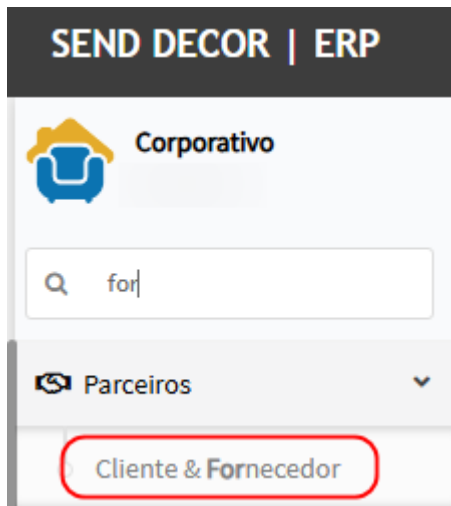 SEND DECOR | ERP
Corporativo
for
Parceiros
Cliente & Fornecedor